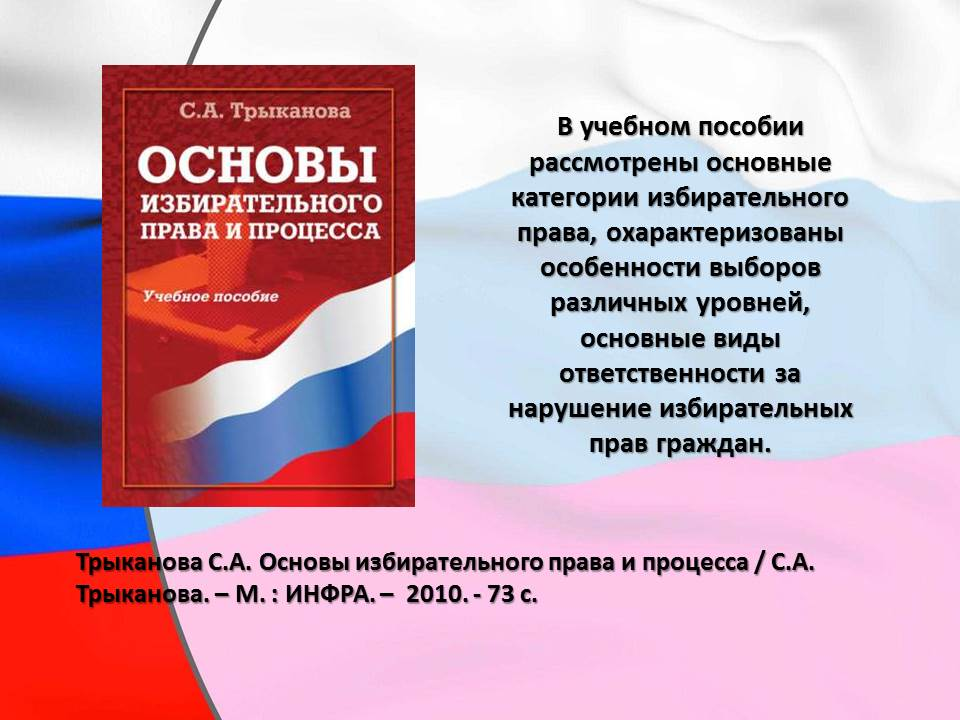 С.А. Трыканова
ОСНОВЫ
ИЗБИРАТЕЛЬНОГО
ПРАВА И ПРОЦЕССА
Учебное пособие
В учебном пособии
рассмотрены основные
категории избирательного
права, охарактеризованы
особенности выборов
различных уровней,
основные виды
ответственности за
нарушение избирательных
прав граждан.
Трыканова С.А. Основы избирательного права и процесса / С.А.
Трыканова. – М. : ИНФРА. – 2010. - 73 с.